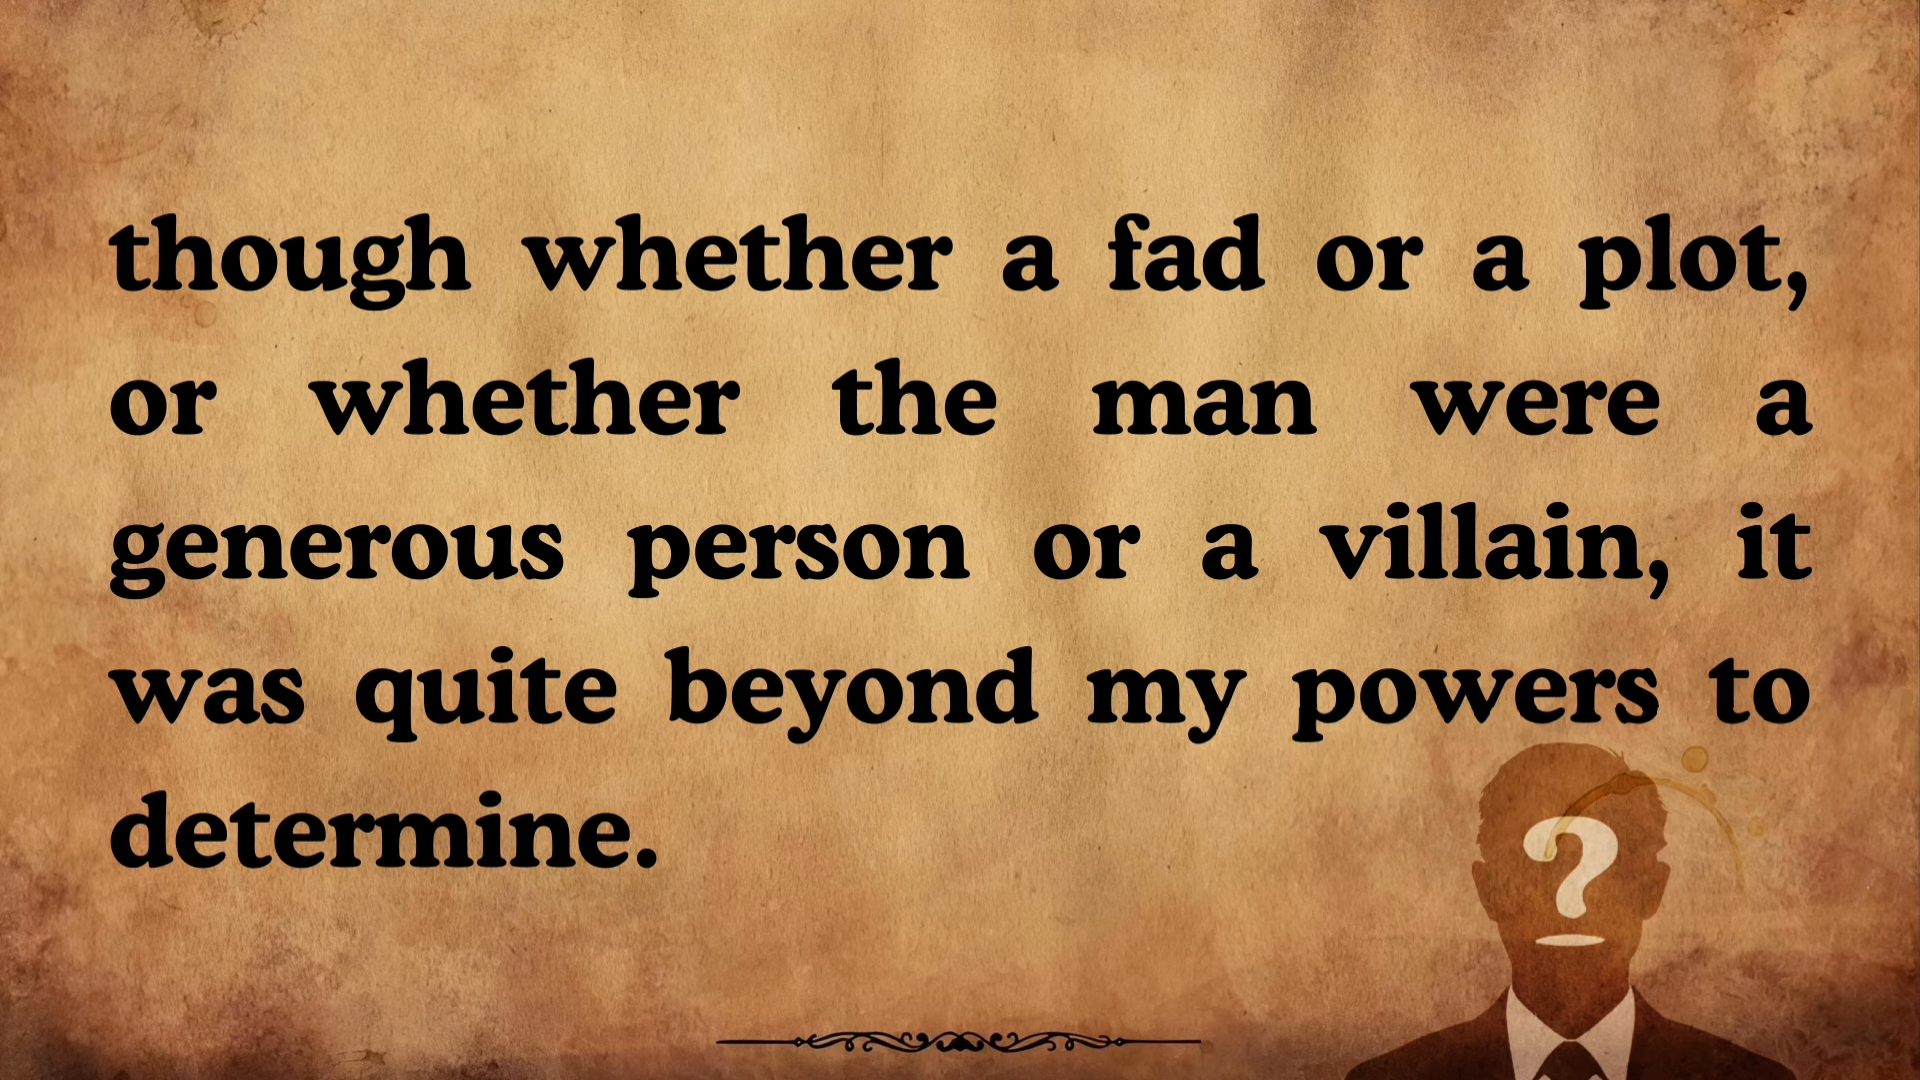 though whether a fad or a plot,
or whether the man were a
generous person or a villain, it
was quite beyond my powers to
determine.
?